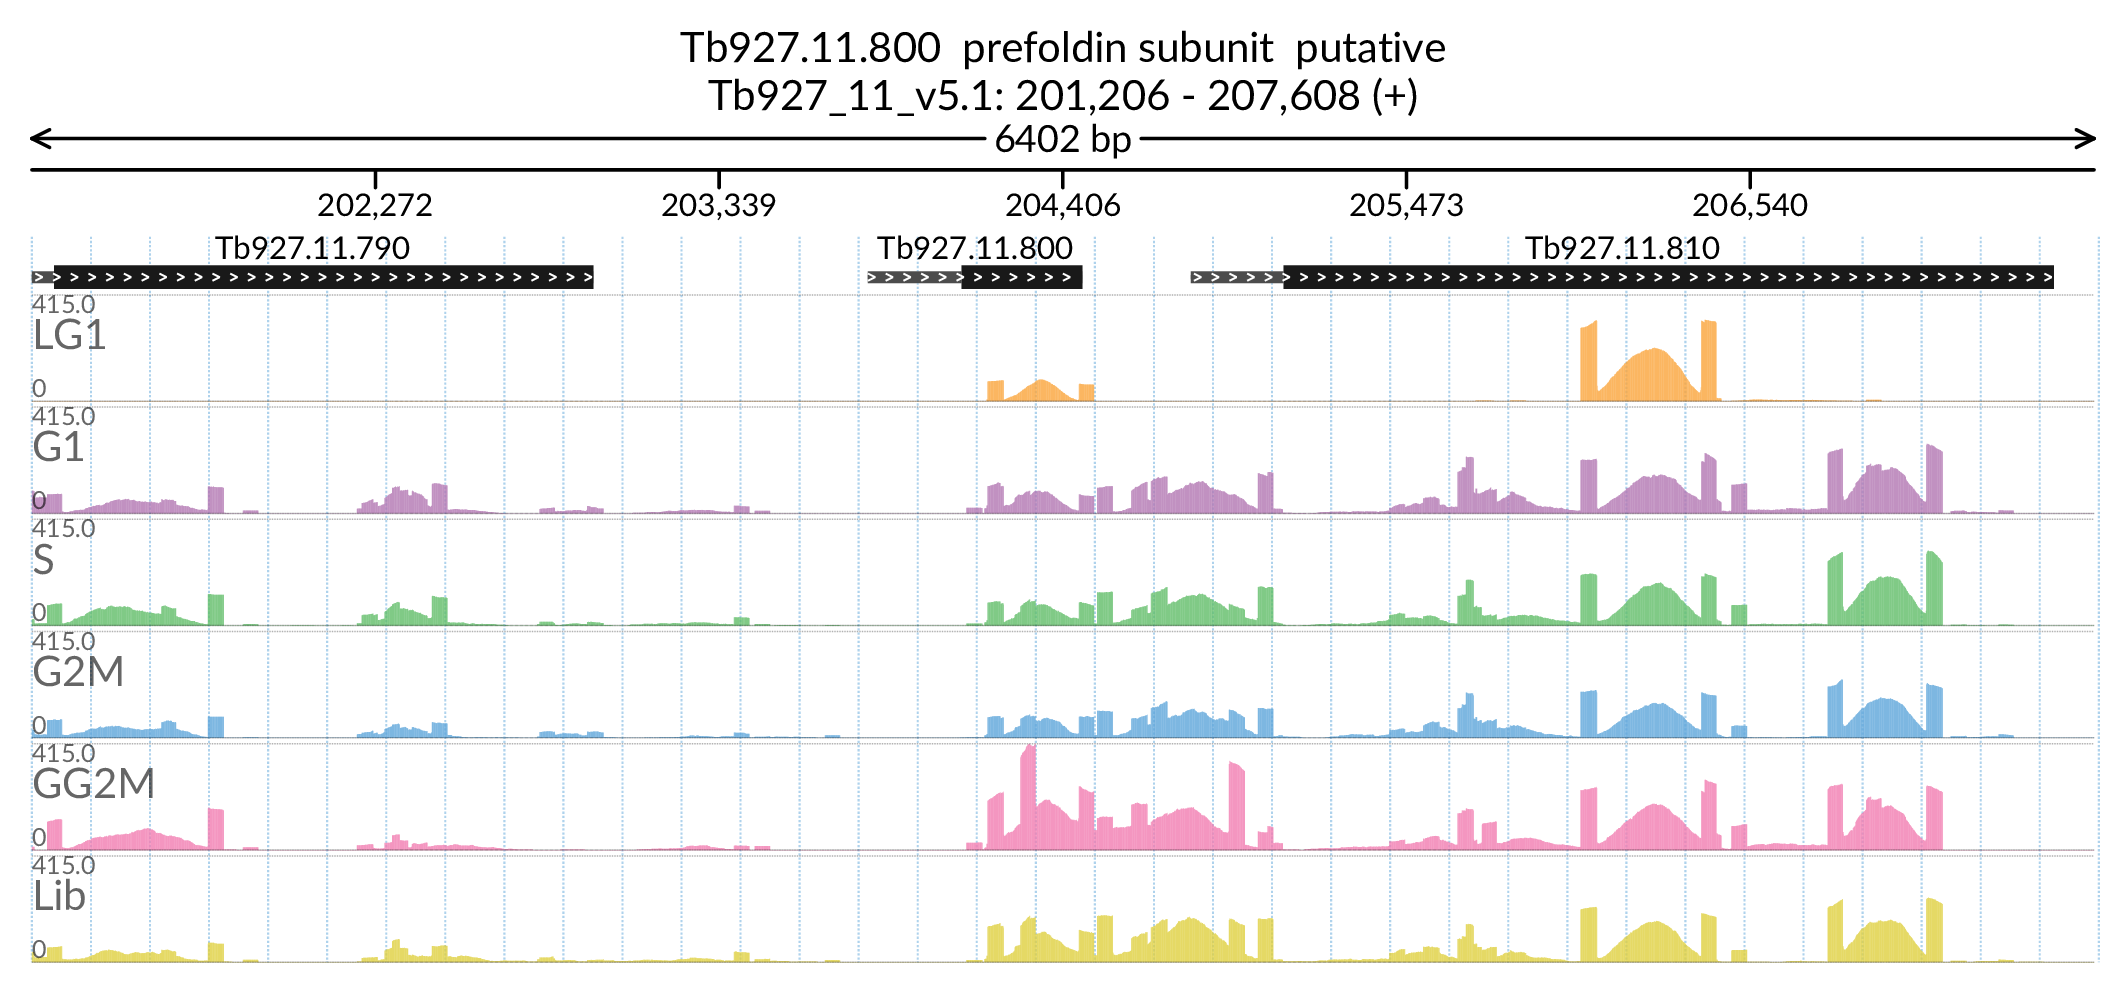 Tb927.11.800 prefoldin subunit putative
Tb927_11_v5.1: 201,206 - 207,608 (+)
6402 bp
202,272 203,339 204,406 205,473 206,540
Tb927.11.790 Tb927.11.800 Tb927.11.810
415.0
LG1
0
415.0
G1
0
415.0
S
0
415.0
G2M
0
415.0
GG2M
0
415.0
Lib
0